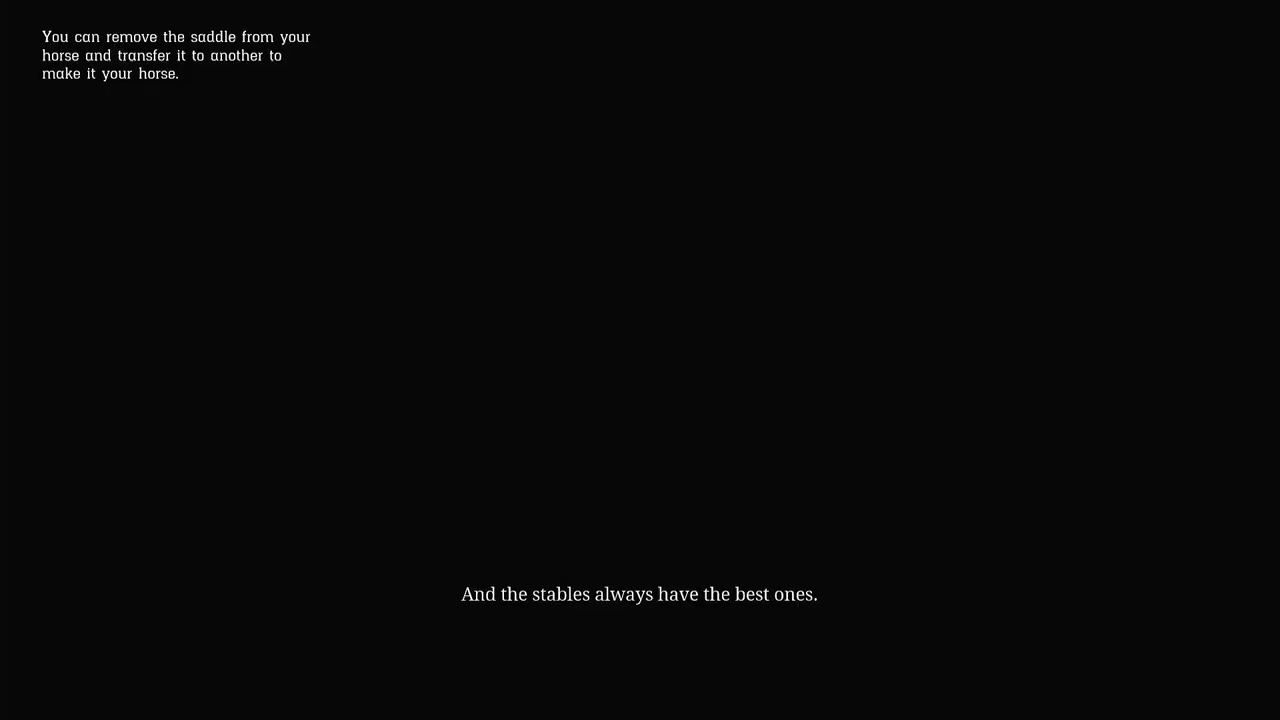 You can remove the saddle from your
horse and transfer it to another to
make it your horse.
And the stables always have the best ones.